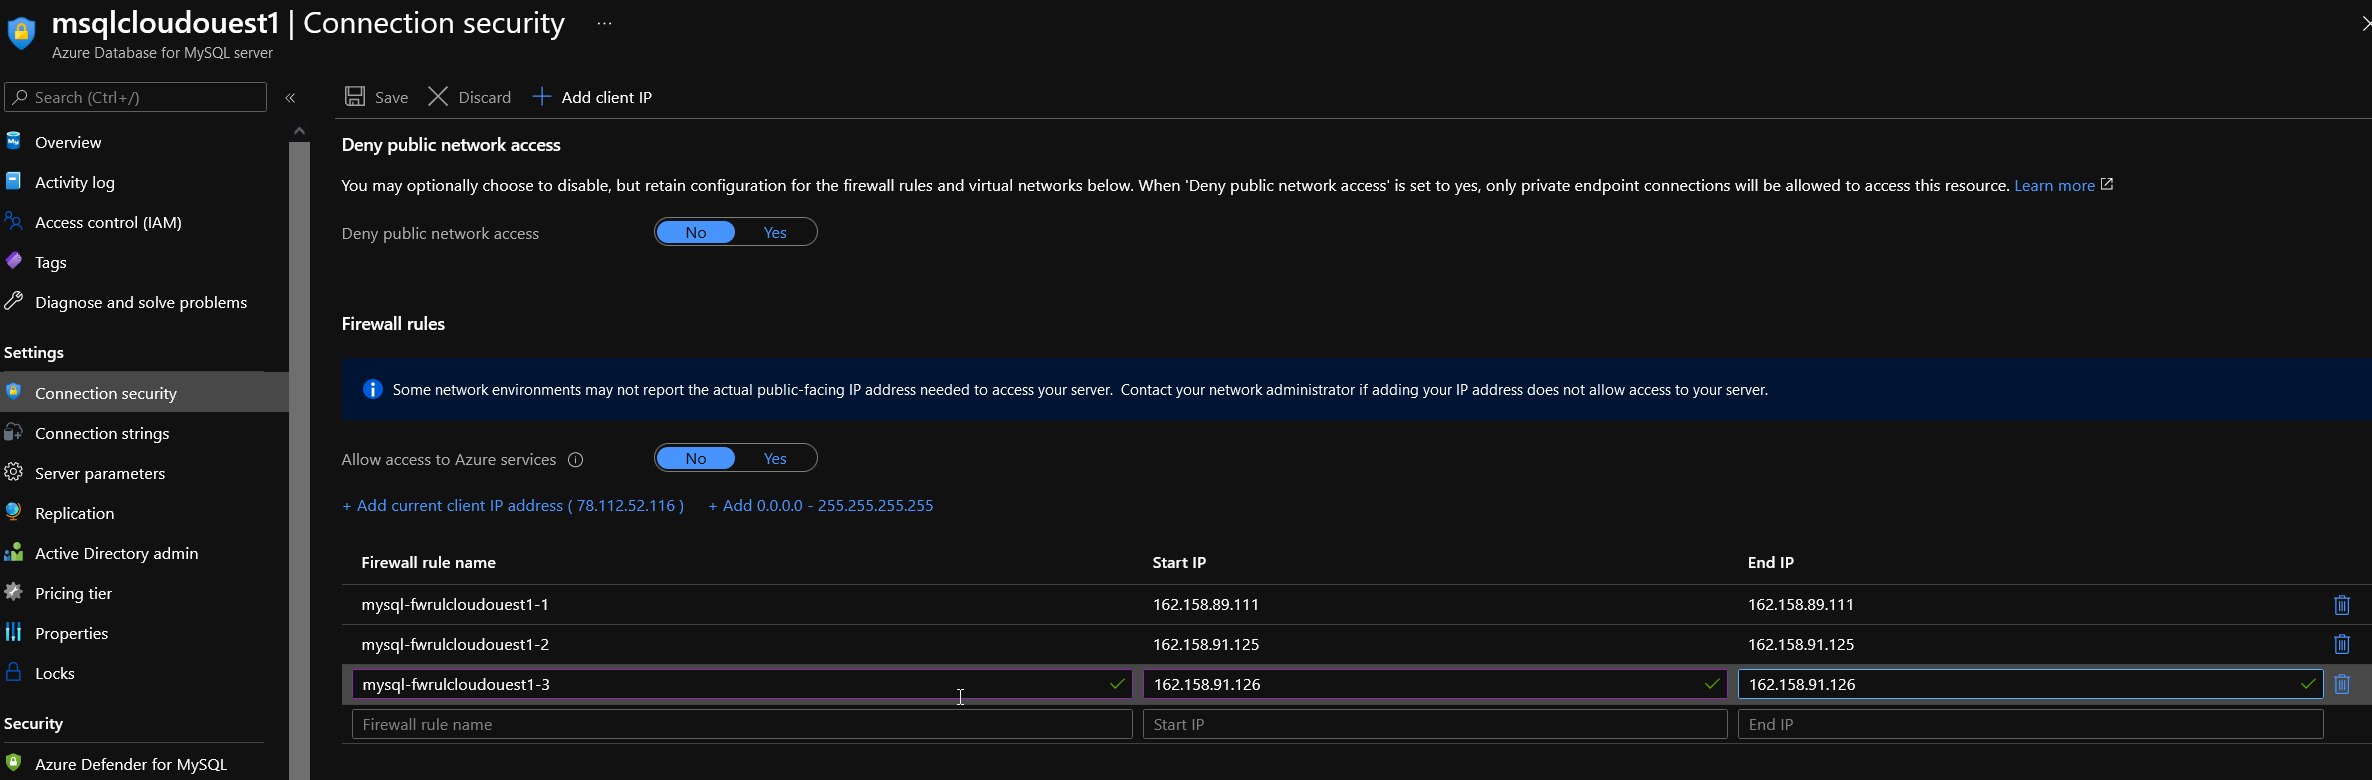 msqlcloudouest1 | Connection security ...
Azure Database for MySQL server
Search (Ctrl+/)
«
Save
Discard
Add client IP
Overview
Activity log
Access control (IAM)
Tags
Diagnose and solve problems
Settings
Connection security
Connection strings
Server parameters
Replication
Active Directory admin
Pricing tier
Properties
Locks
Security
Azure Defender for MySQL
Deny public network access
You may optionally choose to disable, but retain configuration for the firewall rules and virtual networks below. When 'Deny public network access' is set to yes, only private endpoint connections will be allowed to access this resource. Learn more
Deny public network access No Yes
Firewall rules
Some network environments may not report the actual public-facing IP address needed to access your server. Contact your network administrator if adding your IP address does not allow access to your server.
Allow access to Azure services No Yes
+ Add current client IP address ( 78.112.52.116 ) + Add 0.0.0.0 - 255.255.255.255
Firewall rule name Start IP End IP
mysql-fwrulcloudouest1-1 162.158.89.111 162.158.89.111
mysql-fwrulcloudouest1-2 162.158.91.125 162.158.91.125
mysql-fwrulcloudouest1-3 162.158.91.126 162.158.91.126
Firewall rule name Start IP End IP